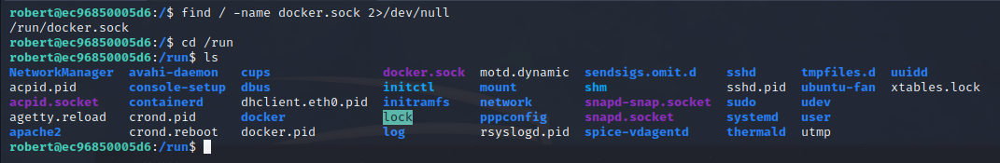 robert@ec96850005d6:/$ find / -name docker.sock 2>/dev/null
/run/docker.sock
robert@ec96850005d6:/$ cd /run
robert@ec96850005d6:/run$ ls
NetworkManager avahi-daemon cups docker.sock motd.dynamic sendsigs.omit.d sshd tmpfiles.d uuidd
acpid.pid console-setup dbus initctl mount shm sshd.pid ubuntu-fan xtables.lock
acpid.socket containerd dhclient.eth0.pid initramfs network snapd-snap.socket sudo udev
agetty.reload crond.pid docker lock pppconfig snapd.socket systemd user
apache2 crond.reboot docker.pid log rsyslogd.pid spice-vdagentd thermald utmp
robert@ec96850005d6:/run$